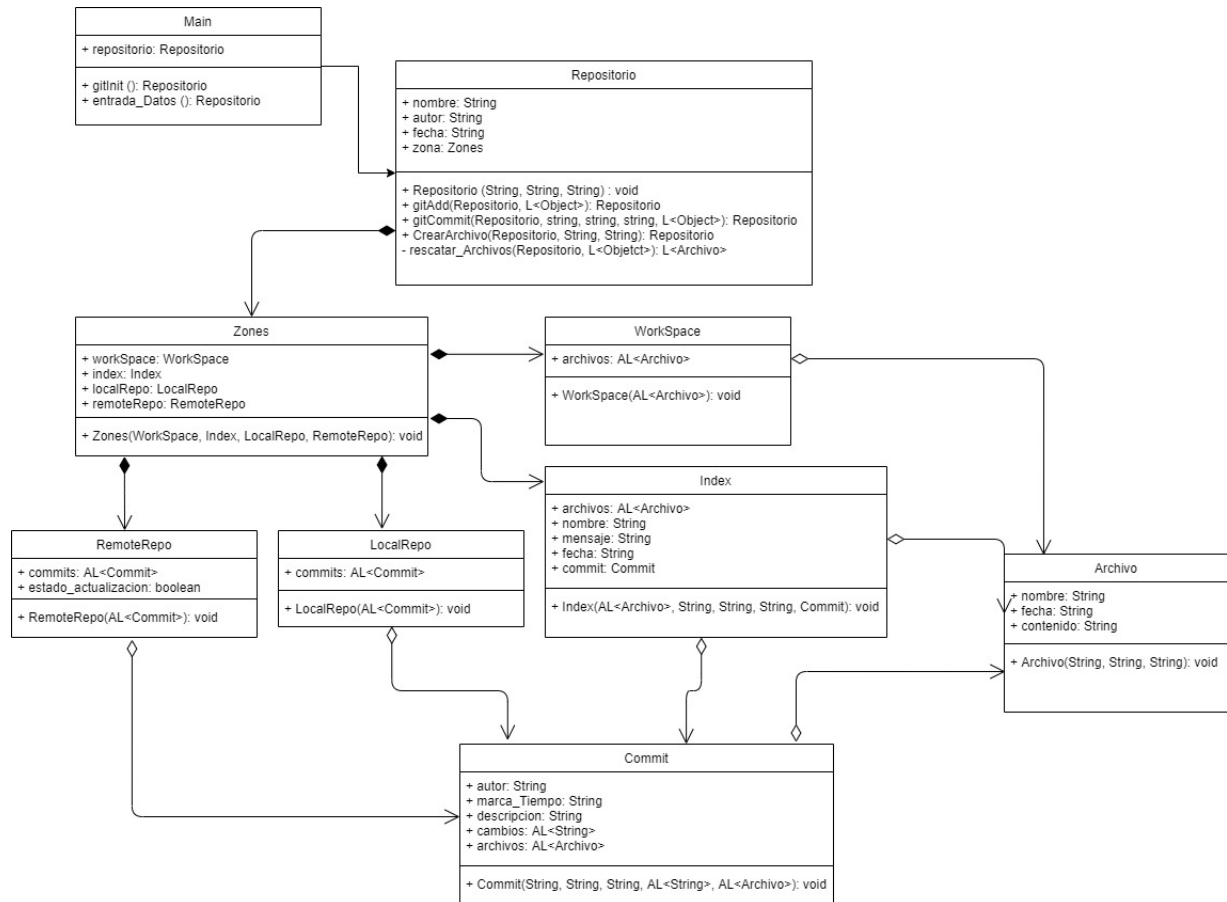 Main
+ repositorio: Repositorio
+ gitInit (): Repositorio
+ entrada_Datos (): Repositorio
Repositorio
+ nombre: String
+ autor: String
+ fecha: String
+ zona: Zones
+ Repositorio (String, String, String) : void
+ gitAdd(Repositorio, L<Object>): Repositorio
+ gitCommit(Repositorio, string, string, string, L<Object>): Repositorio
+ CrearArchivo(Repositorio, String, String): Repositorio
- rescatar_Archivos(Repositorio, L<Objetct>): L<Archivo>
Zones
+ workSpace: WorkSpace
+ index: Index
+ localRepo: LocalRepo
+ remoteRepo: RemoteRepo
+ Zones(WorkSpace, Index, LocalRepo, RemoteRepo): void
WorkSpace
+ archivos: AL<Archivo>
+ WorkSpace(AL<Archivo>): void
Index
+ archivos: AL<Archivo>
+ nombre: String
+ mensaje: String
+ fecha: String
+ commit: Commit
+ Index(AL<Archivo>, String, String, String, Commit): void
RemoteRepo
+ commits: AL<Commit>
+ estado_actualizacion: boolean
+ RemoteRepo(AL<Commit>): void
LocalRepo
+ commits: AL<Commit>
+ LocalRepo(AL<Commit>): void
Archivo
+ nombre: String
+ fecha: String
+ contenido: String
+ Archivo(String, String, String): void
Commit
+ autor: String
+ marca_Tiempo: String
+ descripcion: String
+ cambios: AL<String>
+ archivos: AL<Archivo>
+ Commit(String, String, String, AL<String>, AL<Archivo>): void